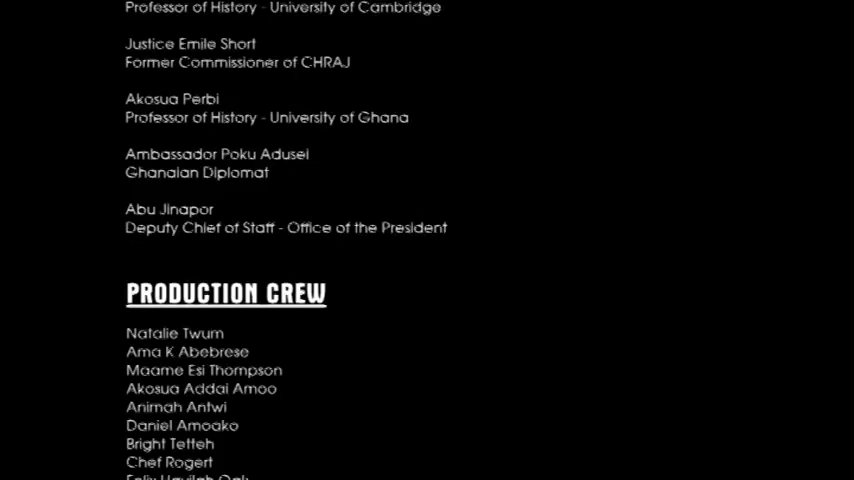 Professor of History - University of Cambridge
Justice Emile Short
Former Commissioner of CHRAJ
Akosua Perbi
Professor of History - University of Ghana
Ambassador Poku Adusei
Ghanaian Diplomat
Abu Jinapor
Deputy Chief of Staff - Office of the President
PRODUCTION CREW
Natalie Twum
Ama K Abebrese
Maame Esi Thompson
Akosua Addai Amoo
Animah Antwi
Daniel Amoako
Bright Tetteh
Chef Rogert
Felix